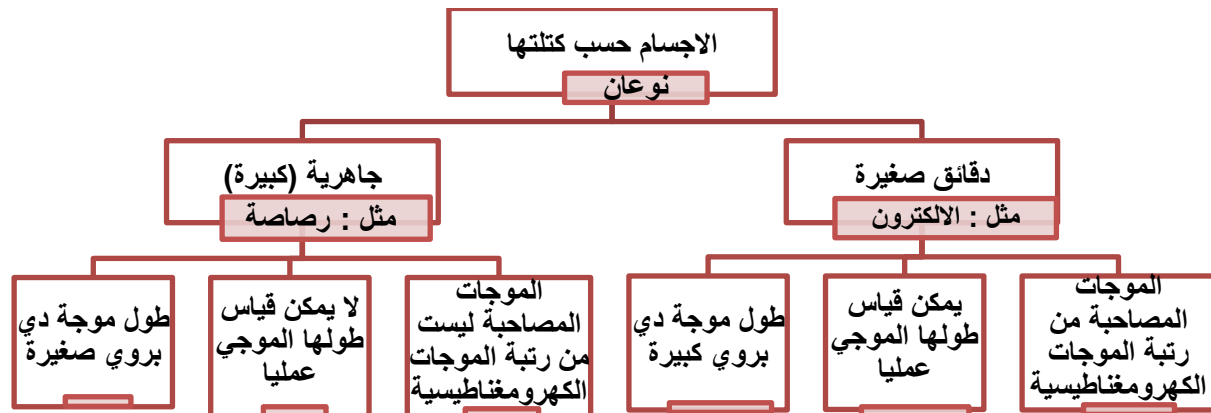 الاجسام حسب كتلتها
نوعان
دقائق صغيرة
مثل : الالكترون
جاهرية (كبيرة)
مثل : رصاصة
الموجات
المصاحبة من
رتبة الموجات
الكهرومغناطيسية
يمكن قياس
طولها الموجي
عمليا
طول موجة دي
بروي كبيرة
الموجات
المصاحبة ليست
من رتبة الموجات
الكهرومغناطيسية
لا يمكن قياس
طولها الموجي
عمليا
طول موجة دي
بروي صغيرة